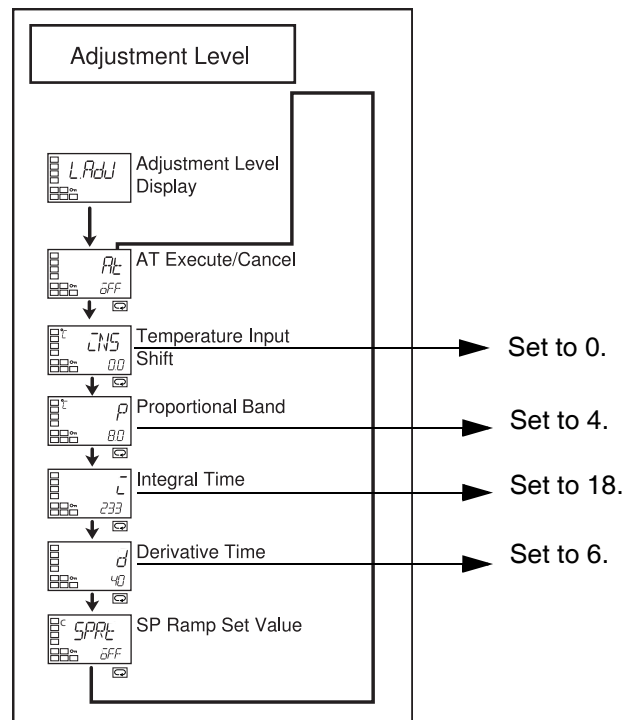 Adjustment Level
L.AdJ
Adjustment Level
Display
At
oFF
AT Execute/Cancel
℃
INS
0.0
Temperature Input
Shift
Set to 0.
℃
P
8.0
Proportional Band
Set to 4.
I
233
Integral Time
Set to 18.
d
40
Derivative Time
Set to 6.
C
SPRt
oFF
SP Ramp Set Value